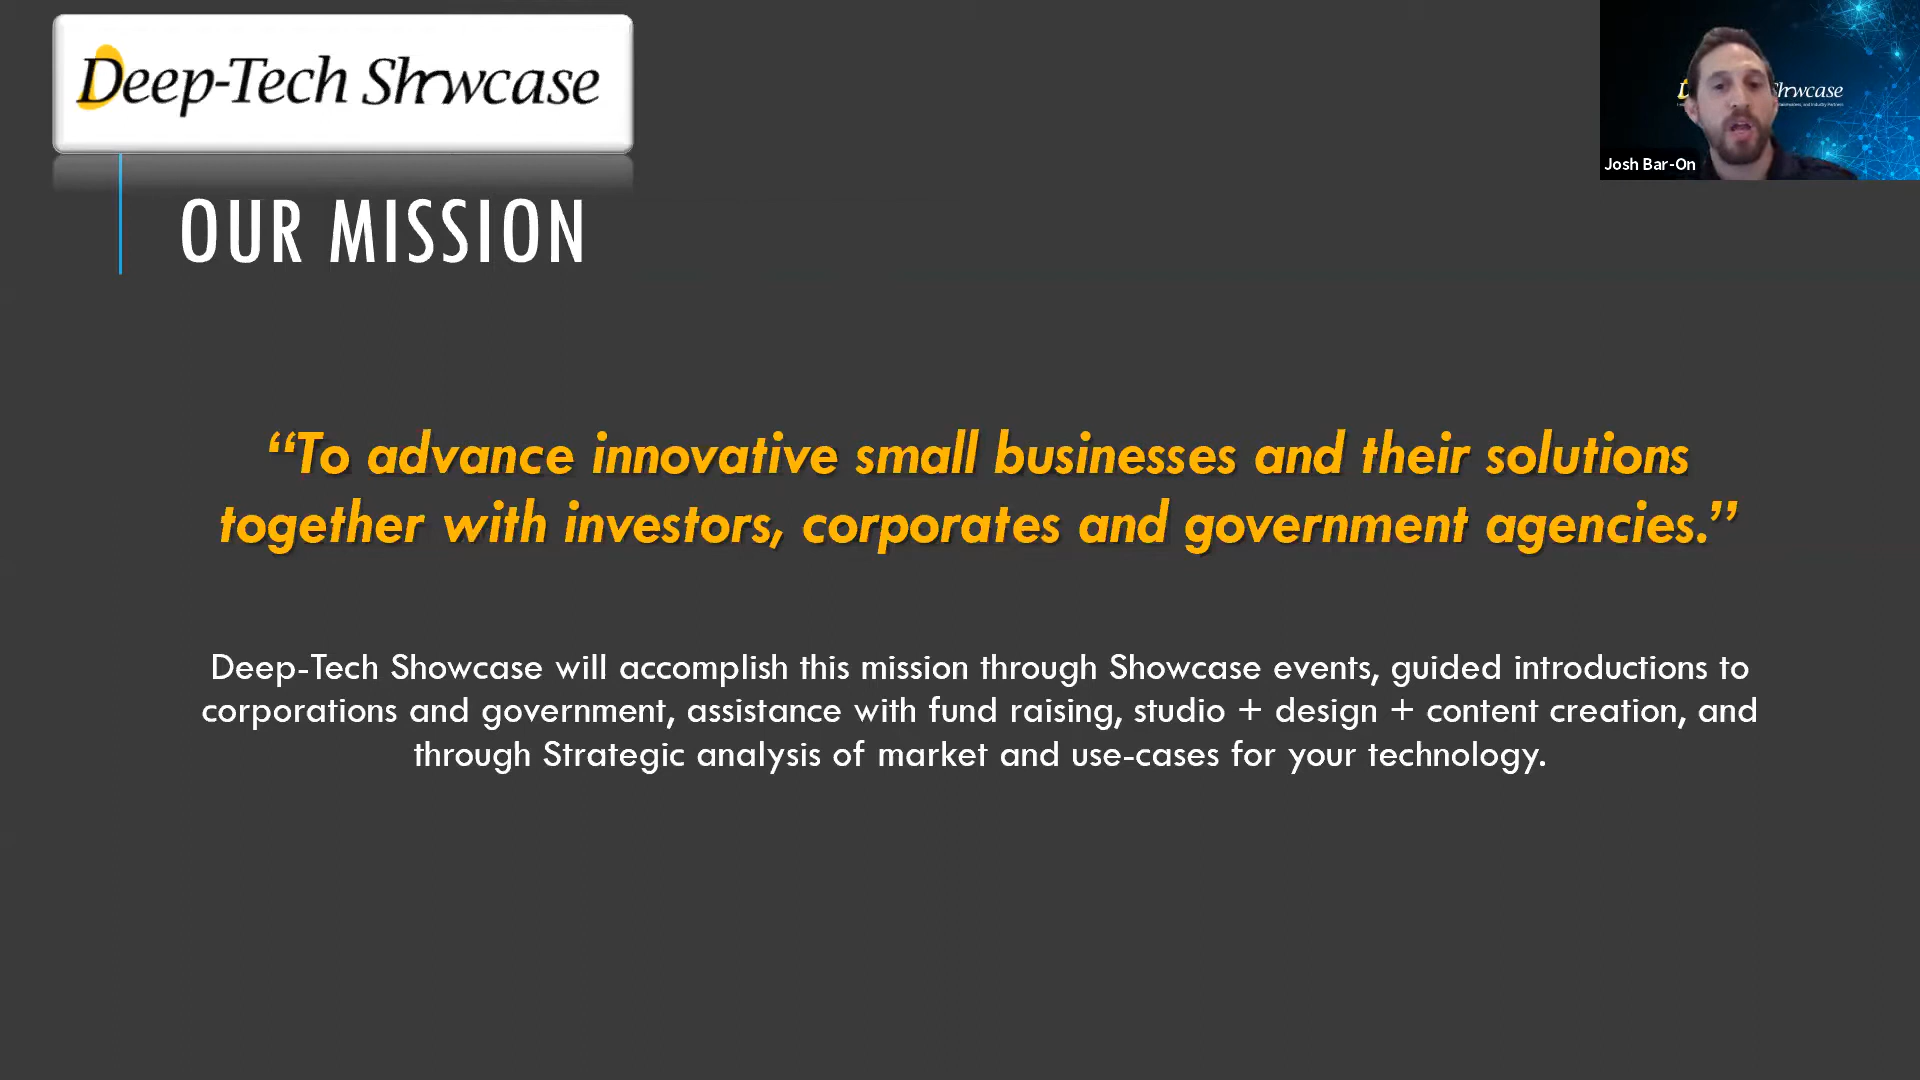 Deep-Tech Showcase
Showcase
Josh Bar-On
OUR MISSION
“To advance innovative small businesses and their solutions
together with investors, corporates and government agencies.”
Deep-Tech Showcase will accomplish this mission through Showcase events, guided introductions to
corporations and government, assistance with fund raising, studio + design + content creation, and
through Strategic analysis of market and use-cases for your technology.